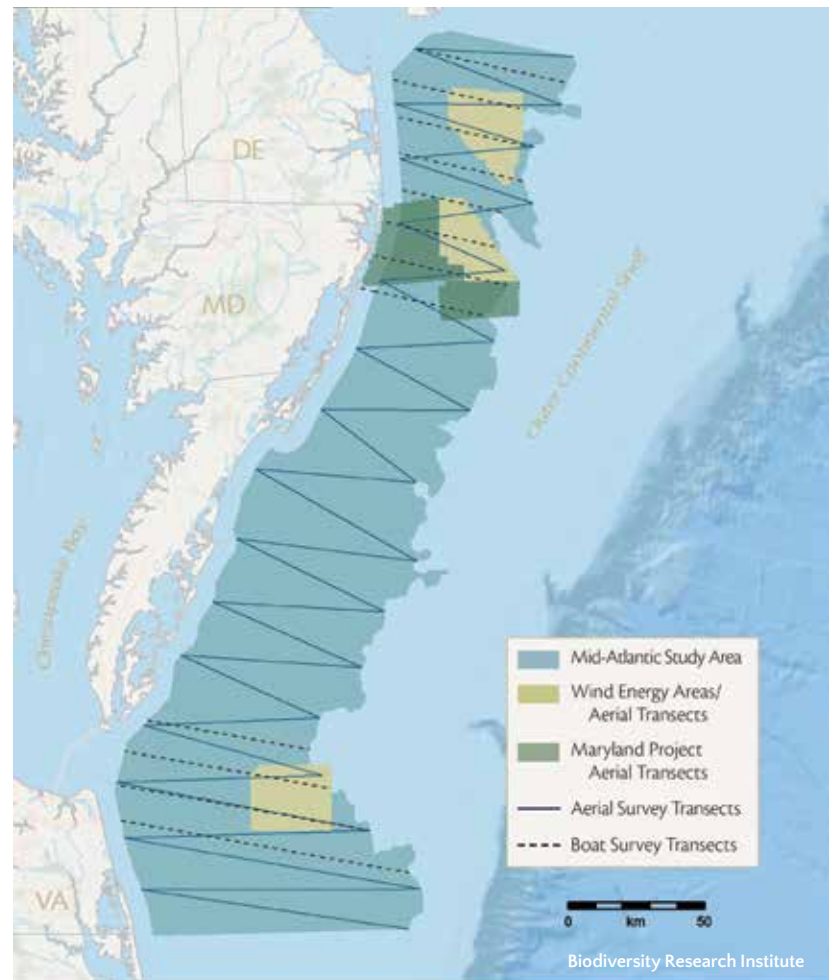 DE
MD
Outer Continental Shelf
Chesapeake Bay
VA
Mid-Atlantic Study Area
Wind Energy Areas/
Aerial Transects
Maryland Project
Aerial Transects
Aerial Survey Transects
Boat Survey Transects
0 km 50
Biodiversity Research Institute